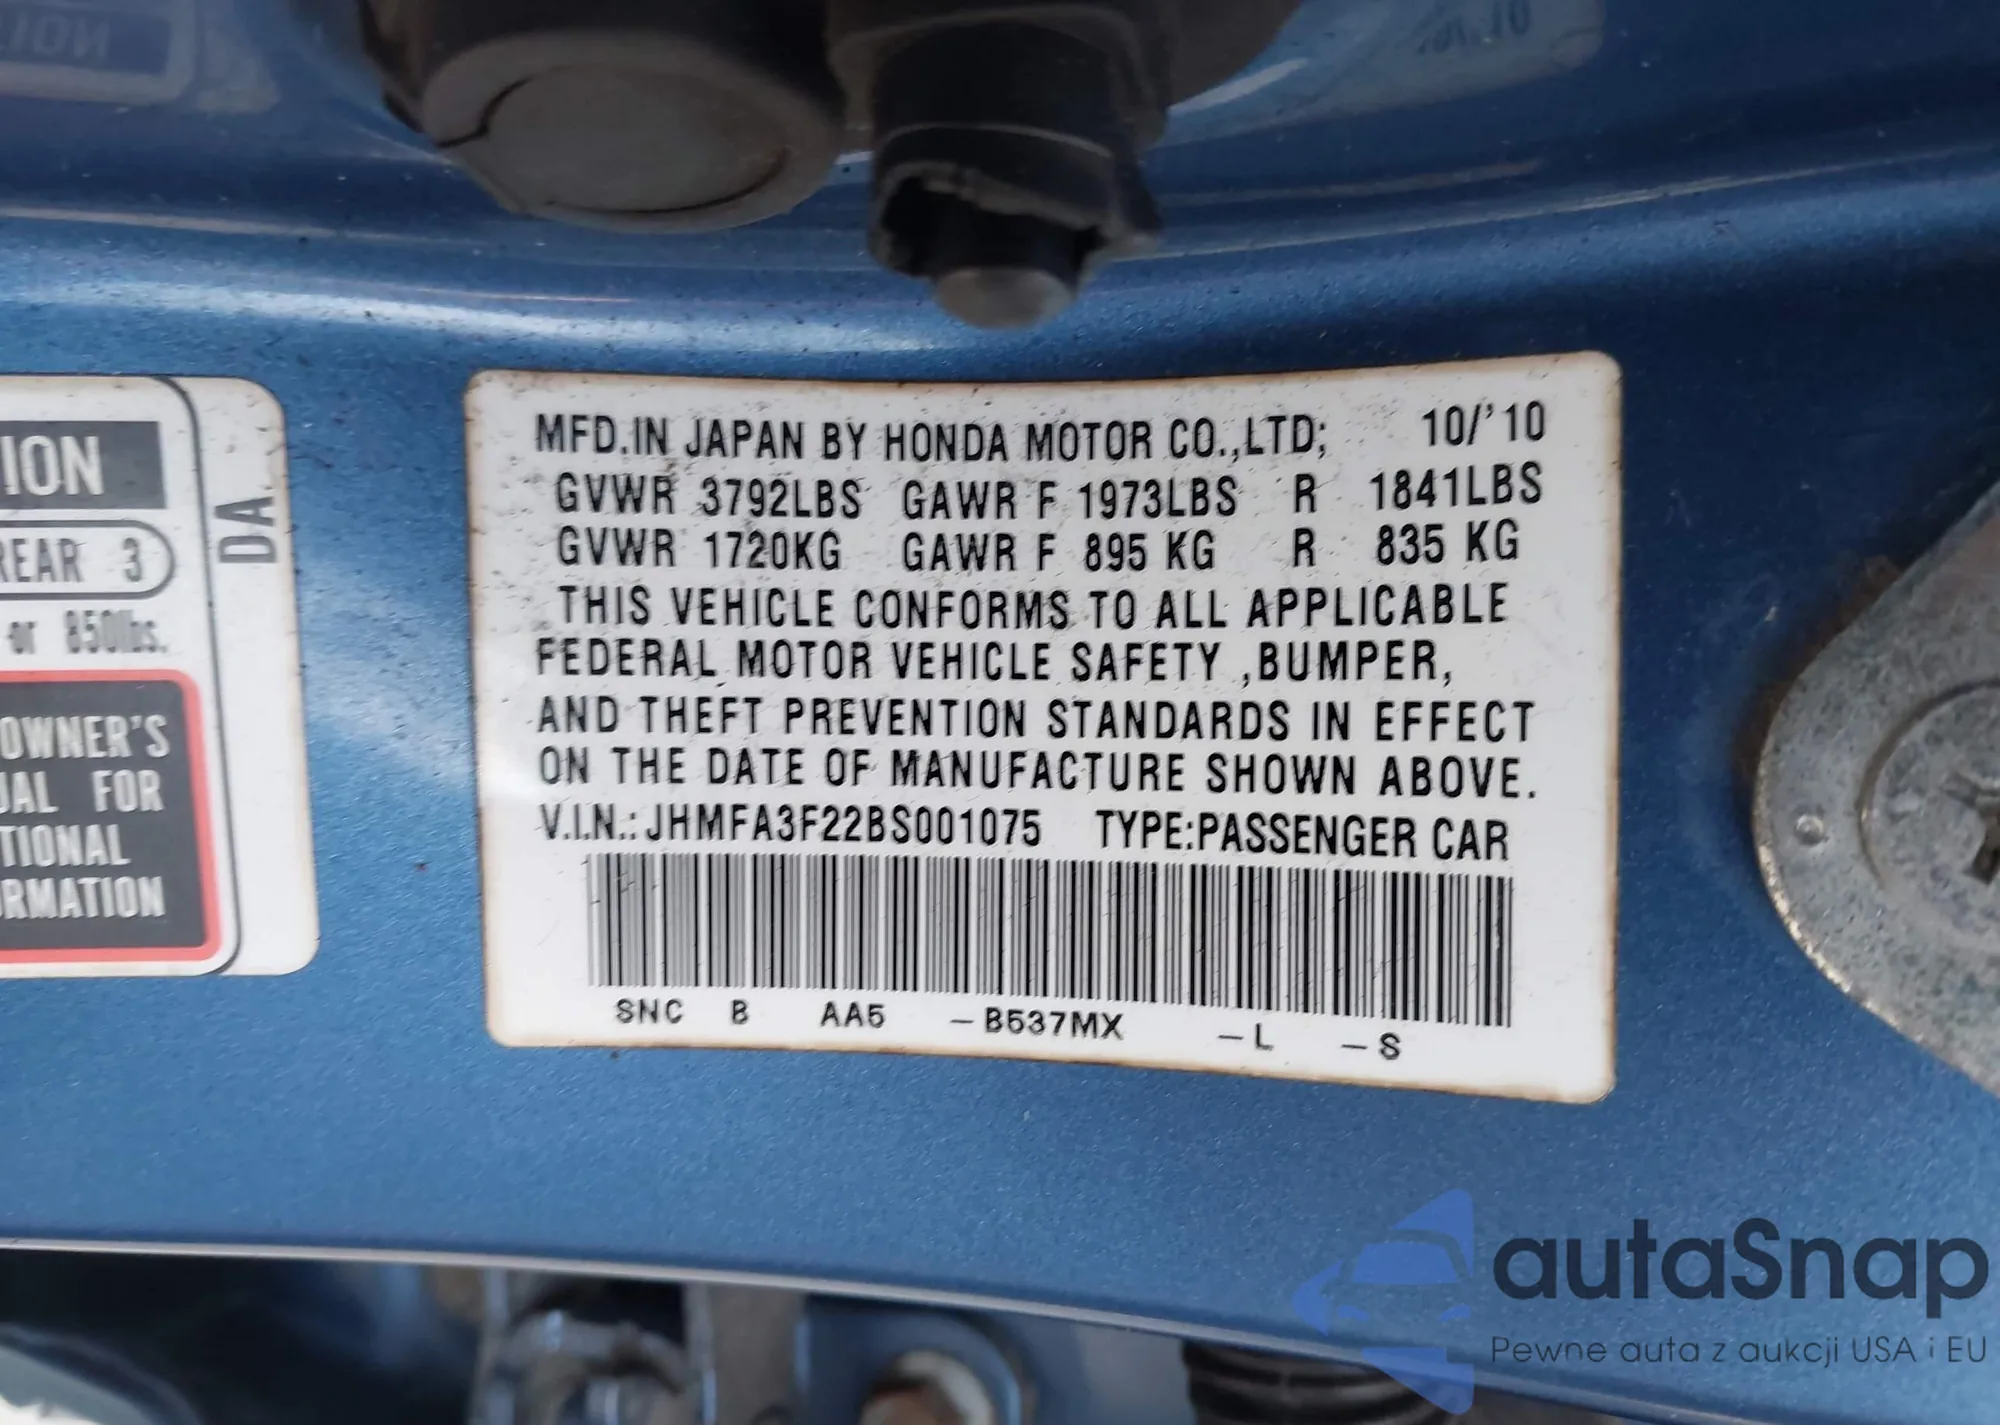 ION
REAR 3
or 850lbs.
OWNER'S
UAL FOR
TIONAL
ORMATION
DA.
MFD.IN JAPAN BY HONDA MOTOR CO.,LTD; 10/'10
GVWR 3792LBS GAWR F 1973LBS R 1841LBS
GVWR 1720KG GAWR F 895 KG R 835 KG
THIS VEHICLE CONFORMS TO ALL APPLICABLE
FEDERAL MOTOR VEHICLE SAFETY ,BUMPER,
AND THEFT PREVENTION STANDARDS IN EFFECT
ON THE DATE OF MANUFACTURE SHOWN ABOVE.
V.I.N.: JHMFA3F22BS001075 TYPE:PASSENGER CAR
SNC B AA5 –B537MX –L –S
autaSnap
Pewne auta z aukcji USA i EU